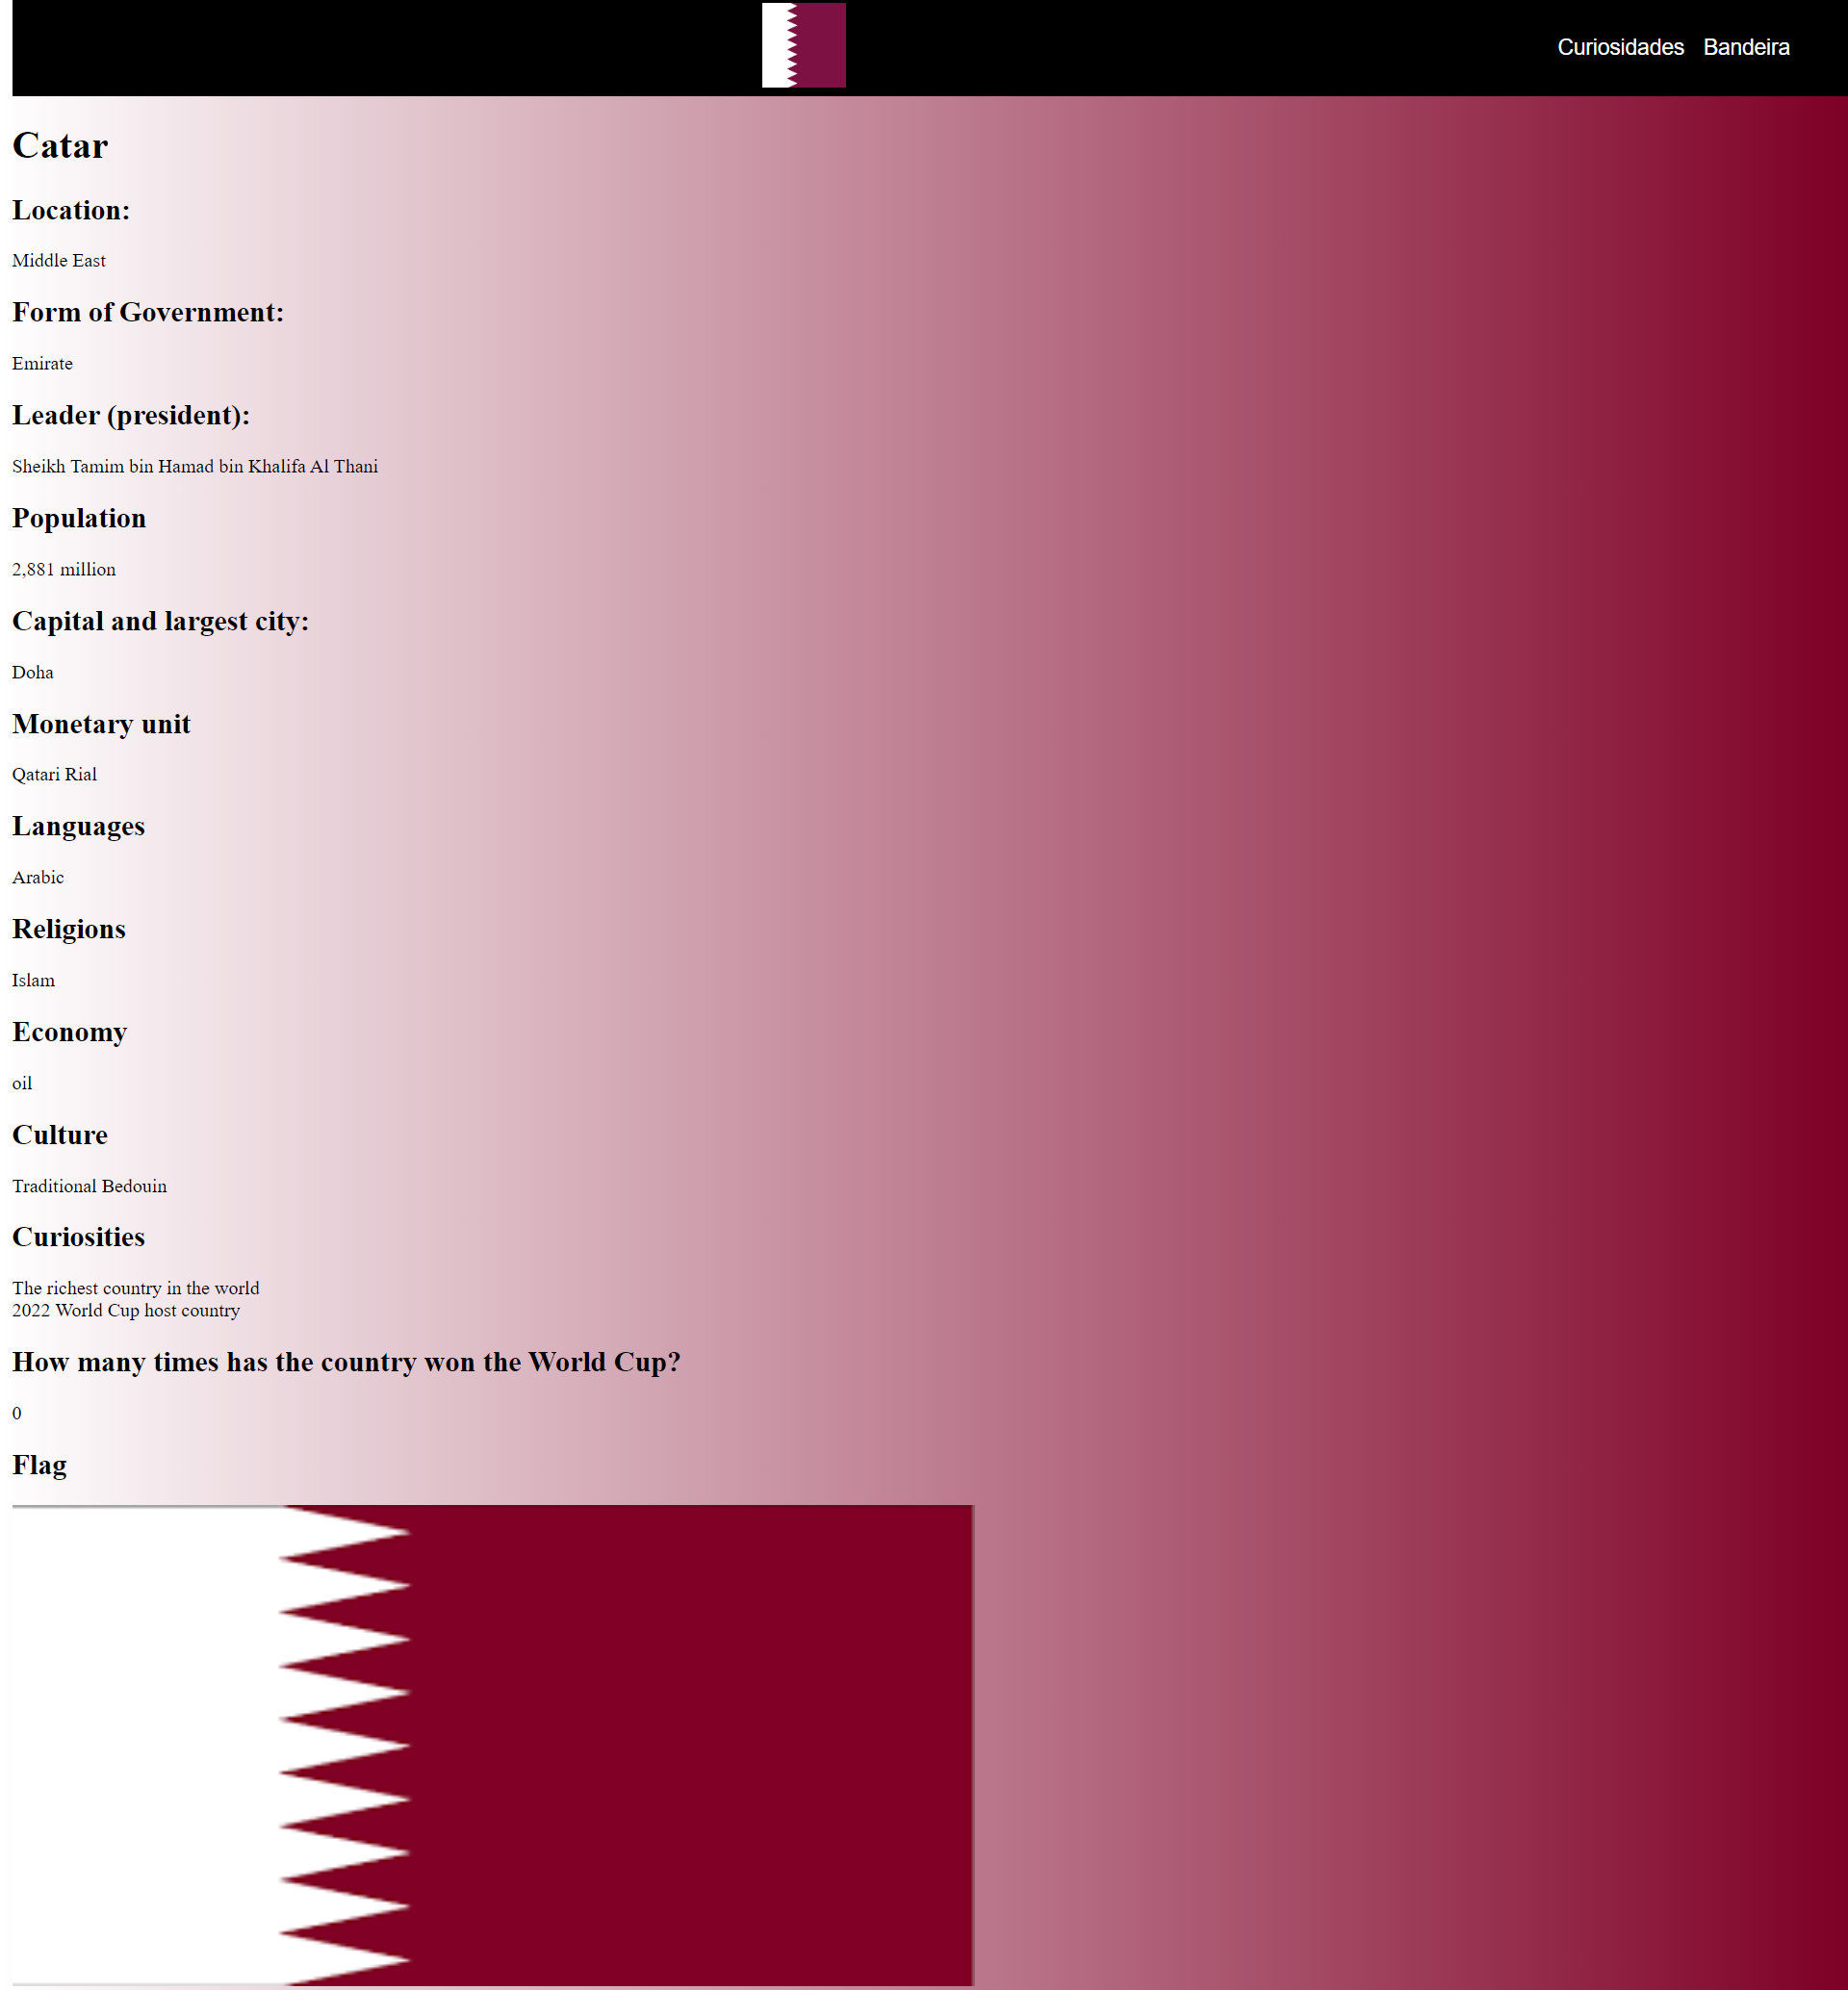 Curiosidades Bandeira
Catar
Location:
Middle East
Form of Government:
Emirate
Leader (president):
Sheikh Tamim bin Hamad bin Khalifa Al Thani
Population
2,881 million
Capital and largest city:
Doha
Monetary unit
Qatari Rial
Languages
Arabic
Religions
Islam
Economy
oil
Culture
Traditional Bedouin
Curiosities
The richest country in the world
2022 World Cup host country
How many times has the country won the World Cup?
0
Flag